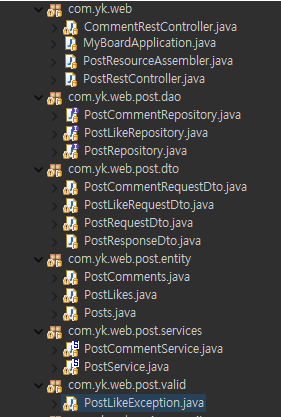 com.yk.web
CommentRestController.java
MyBoardApplication.java
PostResourceAssembler.java
PostRestController.java
com.yk.web.post.dao
PostCommentRepository.java
PostLikeRepository.java
PostRepository.java
com.yk.web.post.dto
PostCommentRequestDto.java
PostLikeRequestDto.java
PostRequestDto.java
PostResponseDto.java
com.yk.web.post.entity
PostComments.java
PostLikes.java
Posts.java
com.yk.web.post.services
PostCommentService.java
PostService.java
com.yk.web.post.valid
PostLikeException.java